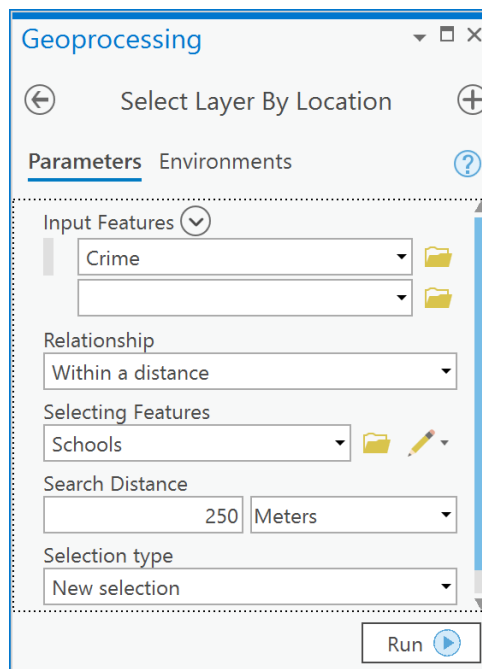 Geoprocessing
Select Layer By Location
Parameters Environments
Input Features
Crime
Relationship
Within a distance
Selecting Features
Schools
Search Distance
250 Meters
Selection type
New selection
Run